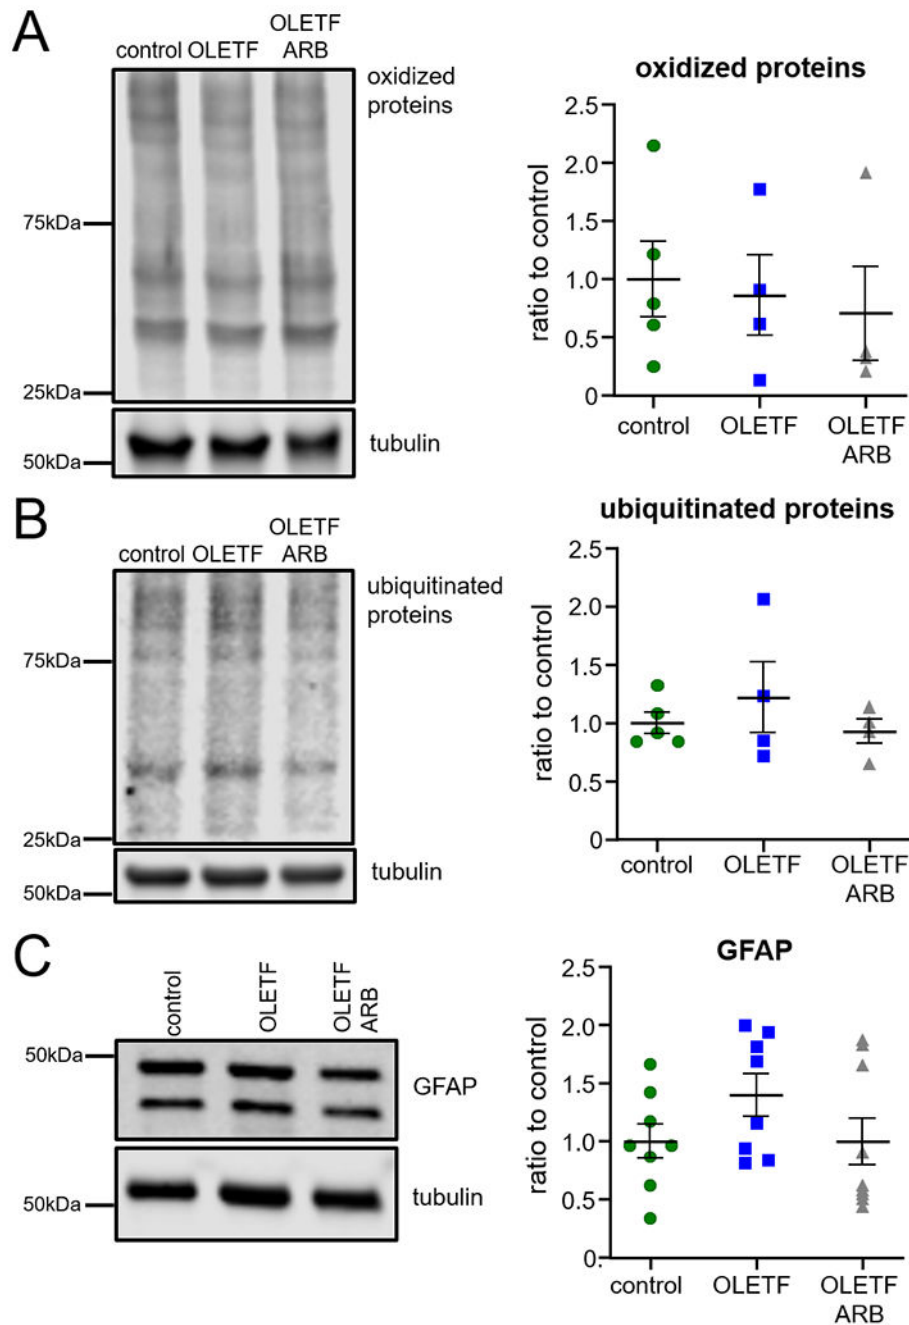 A
control OLETF OLETF ARB
oxidized proteins
75kDa
25kDa
tubulin
50kDa
oxidized proteins
ratio to control
2.5
2.0
1.5
1.0
0.5
0
control OLETF OLETF ARB
B
control OLETF OLETF ARB
ubiquitinated proteins
75kDa
25kDa
tubulin
50kDa
ubiquitinated proteins
ratio to control
2.5
2.0
1.5
1.0
0.5
0
control OLETF OLETF ARB
C
control OLETF OLETF ARB
50kDa
GFAP
tubulin
50kDa
GFAP
ratio to control
2.5
2.0
1.5
1.0
0.5
0.
control OLETF OLETF ARB